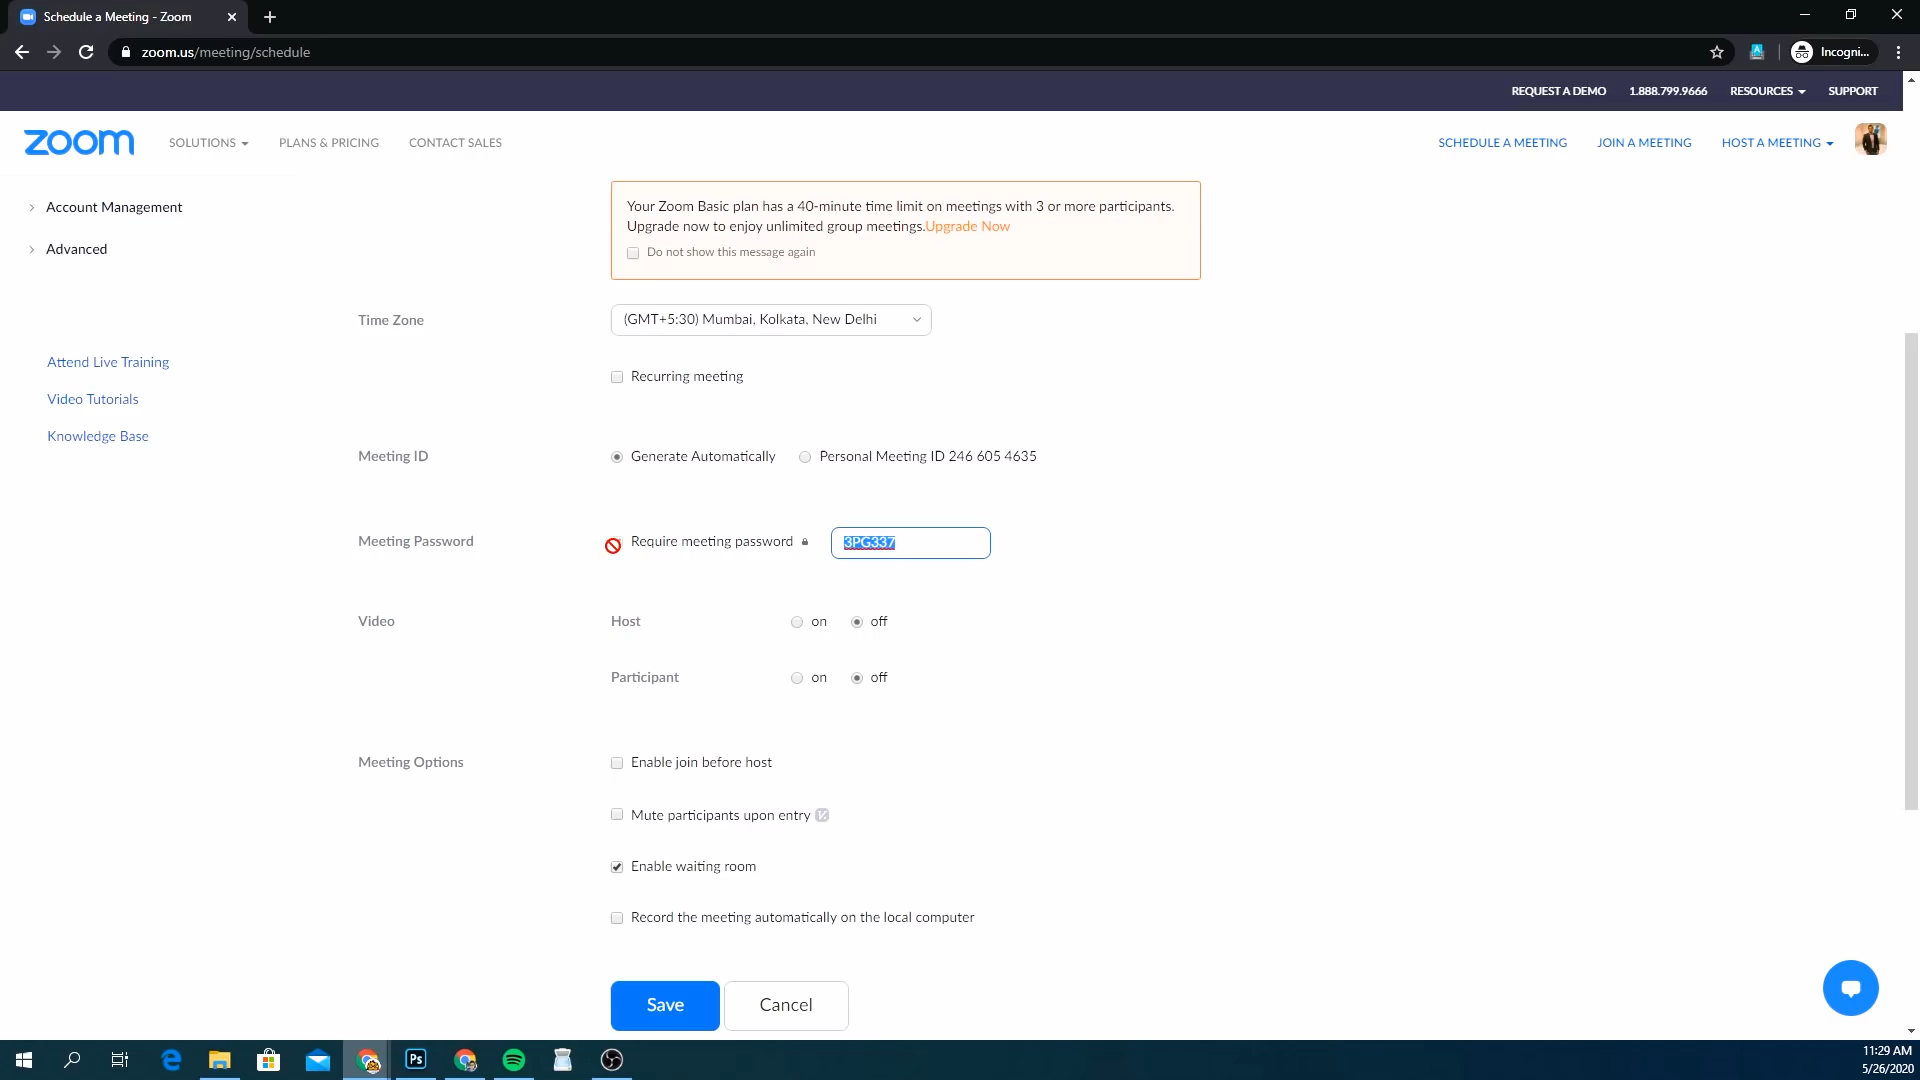 Schedule a Meeting - Zoom
zoom.us/meeting/schedule
Incogni...
REQUEST A DEMO 1.888.799.9666 RESOURCES SUPPORT
zoom SOLUTIONS PLANS & PRICING CONTACT SALES SCHEDULE A MEETING JOIN A MEETING HOST A MEETING
Account Management
Advanced
Attend Live Training
Video Tutorials
Knowledge Base
Your Zoom Basic plan has a 40-minute time limit on meetings with 3 or more participants.
Upgrade now to enjoy unlimited group meetings.Upgrade Now
Do not show this message again
Time Zone (GMT+5:30) Mumbai, Kolkata, New Delhi
Recurring meeting
Meeting ID Generate Automatically Personal Meeting ID 246 605 4635
Meeting Password Require meeting password 3PG337
Video Host on off
Participant on off
Meeting Options Enable join before host
Mute participants upon entry
Enable waiting room
Record the meeting automatically on the local computer
Save Cancel
Ps
11:29 AM
5/26/2020